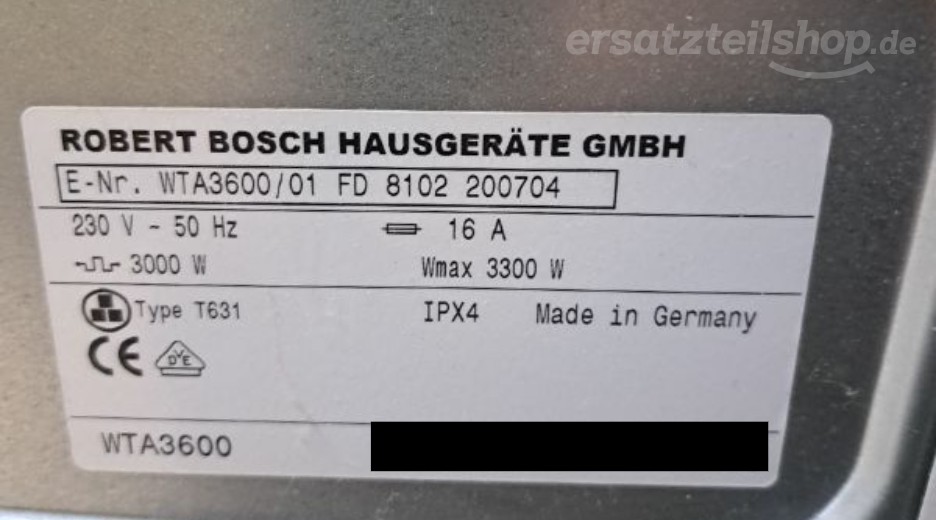 ersatzteilshop.de
ROBERT BOSCH HAUSGERÄTE GMBH
E-Nr. WTA3600/01 FD 8102 200704
230 V ~ 50 Hz 16 A
3000 W Wmax 3300 W
Type T631 IPX4 Made in Germany
CE DVE
WTA3600